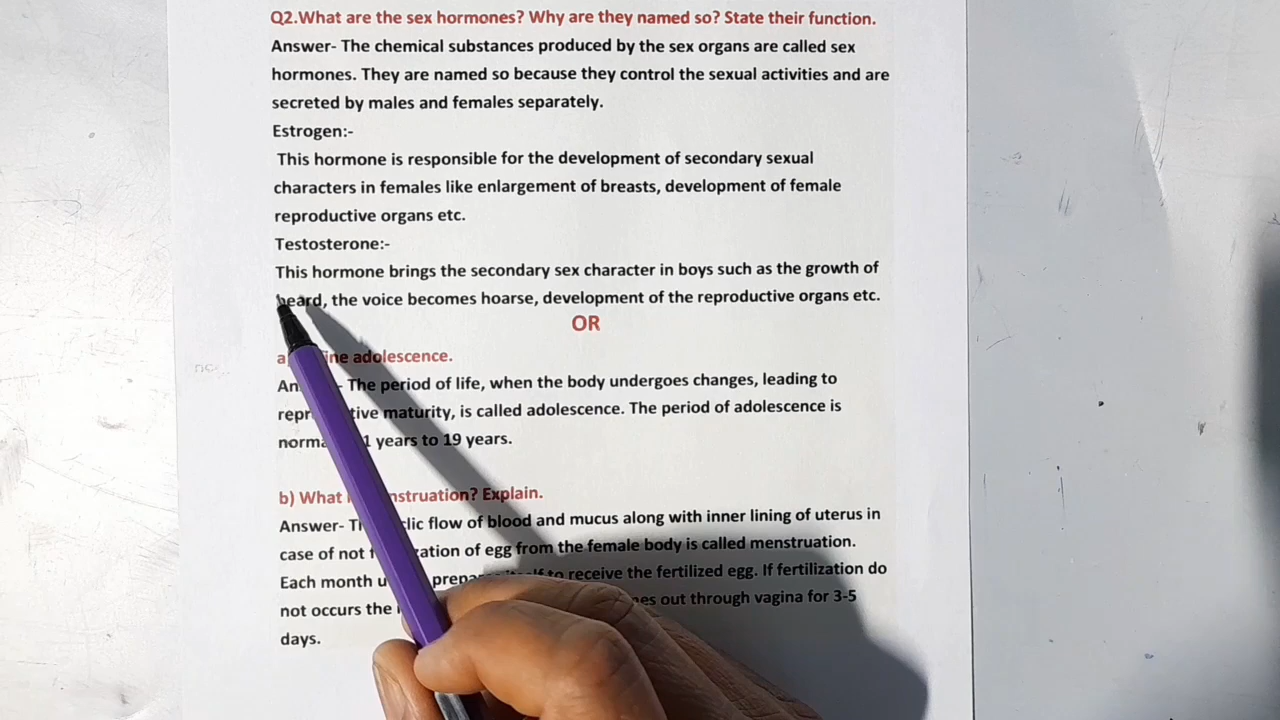 Q2.What are the sex hormones? Why are they named so? State their function.
Answer- The chemical substances produced by the sex organs are called sex
hormones. They are named so because they control the sexual activities and are
secreted by males and females separately.
Estrogen:-
This hormone is responsible for the development of secondary sexual
characters in females like enlargement of breasts, development of female
reproductive organs etc.
Testosterone:-
This hormone brings the secondary sex character in boys such as the growth of
beard, the voice becomes hoarse, development of the reproductive organs etc.
OR
adolescence.
The period of life, when the body undergoes changes, leading to
maturity, is called adolescence. The period of adolescence is
years to 19 years.
b) What menstruation? Explain.
Answer- flow of blood and mucus along with inner lining of uterus in
case of not of egg from the female body is called menstruation.
Each month itself to receive the fertilized egg. If fertilization do
not occurs the out through vagina for 3-5
days.